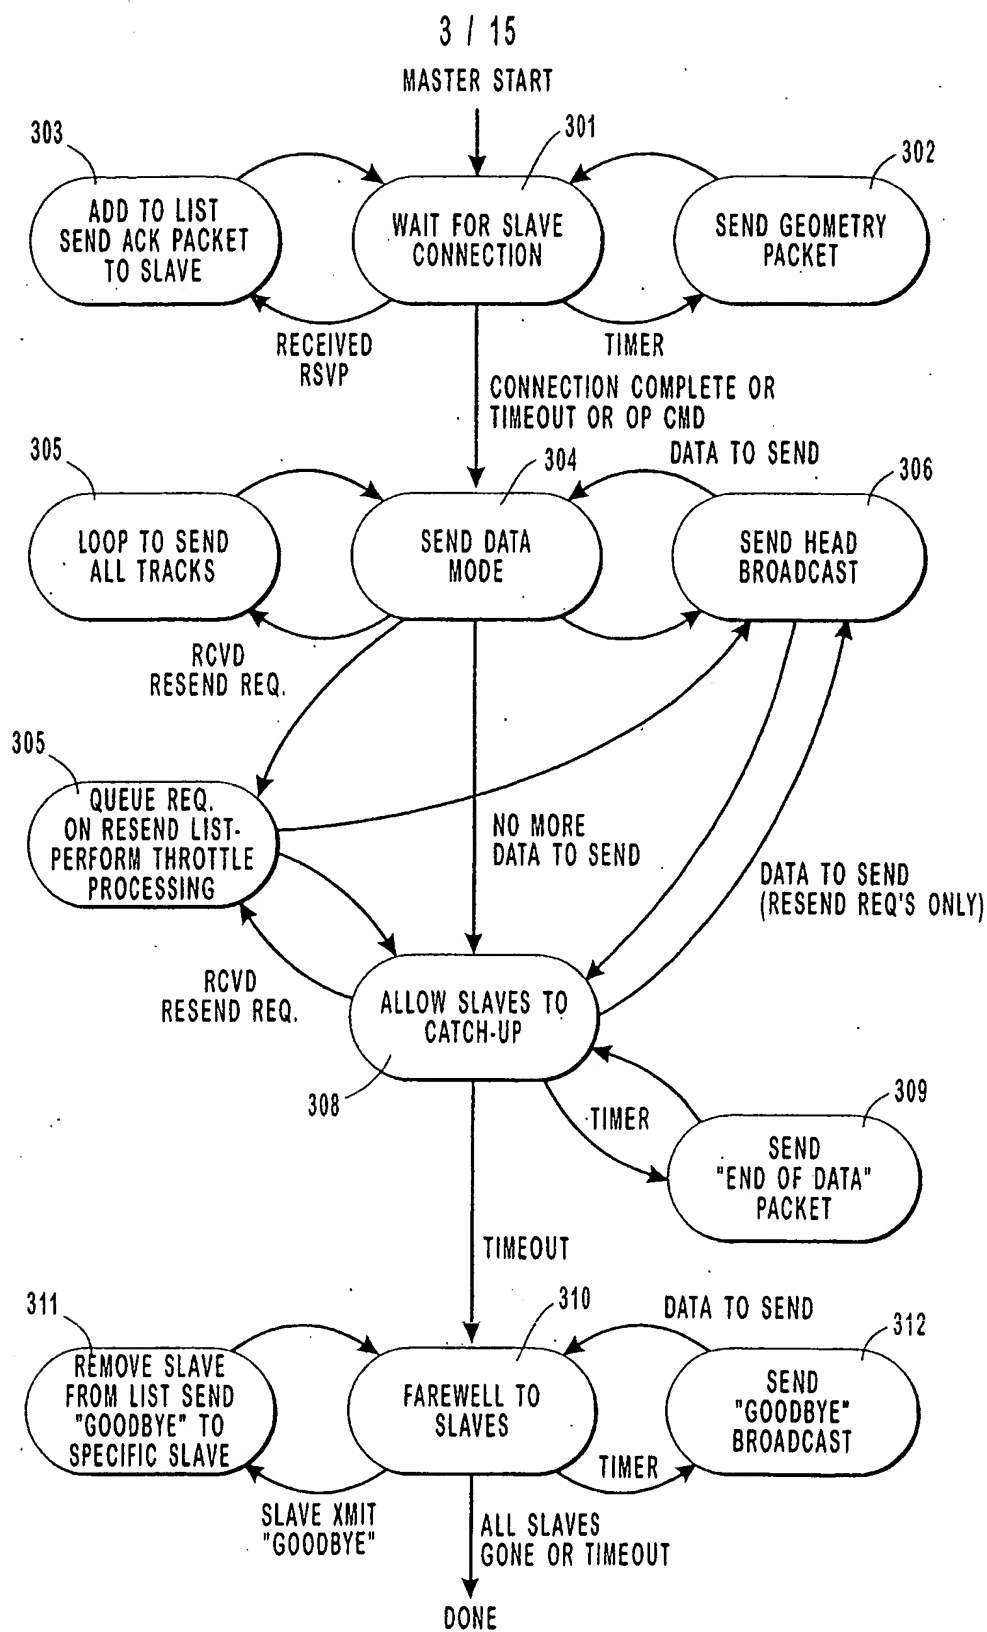 3 / 15
MASTER START
303
301
302
ADD TO LIST
SEND ACK PACKET
TO SLAVE
WAIT FOR SLAVE
CONNECTION
SEND GEOMETRY
PACKET
RECEIVED
RSVP
TIMER
CONNECTION COMPLETE OR
TIMEOUT OR OP CMD
305
304
DATA TO SEND
306
LOOP TO SEND
ALL TRACKS
SEND DATA
MODE
SEND HEAD
BROADCAST
RCVD
RESEND REQ.
305
QUEUE REQ.
ON RESEND LIST-
PERFORM THROTTLE
PROCESSING
NO MORE
DATA TO SEND
DATA TO SEND
(RESEND REQ'S ONLY)
RCVD
RESEND REQ.
ALLOW SLAVES TO
CATCH-UP
308
309
TIMER
SEND
"END OF DATA"
PACKET
TIMEOUT
311
310
DATA TO SEND
312
REMOVE SLAVE
FROM LIST SEND
"GOODBYE" TO
SPECIFIC SLAVE
FAREWELL TO
SLAVES
SEND
"GOODBYE"
BROADCAST
TIMER
SLAVE XMIT
"GOODBYE"
ALL SLAVES
GONE OR TIMEOUT
DONE